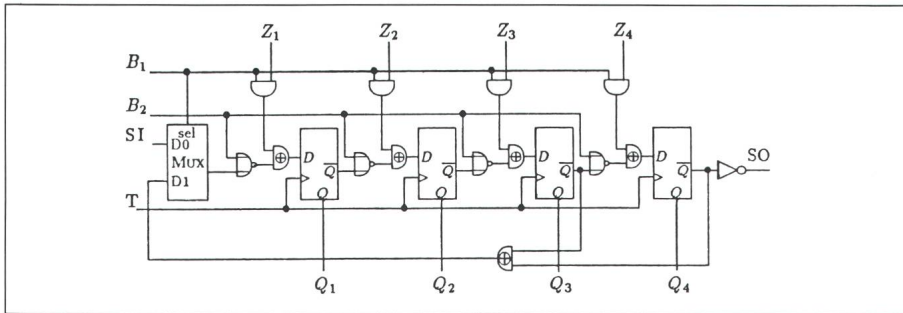 Z1 Z2 Z3 Z4
B1
B2
SI
sel
D0
MUX
D1
D Q Q
D Q Q
D Q Q
D Q Q
SO
T
Q1 Q2 Q3 Q4